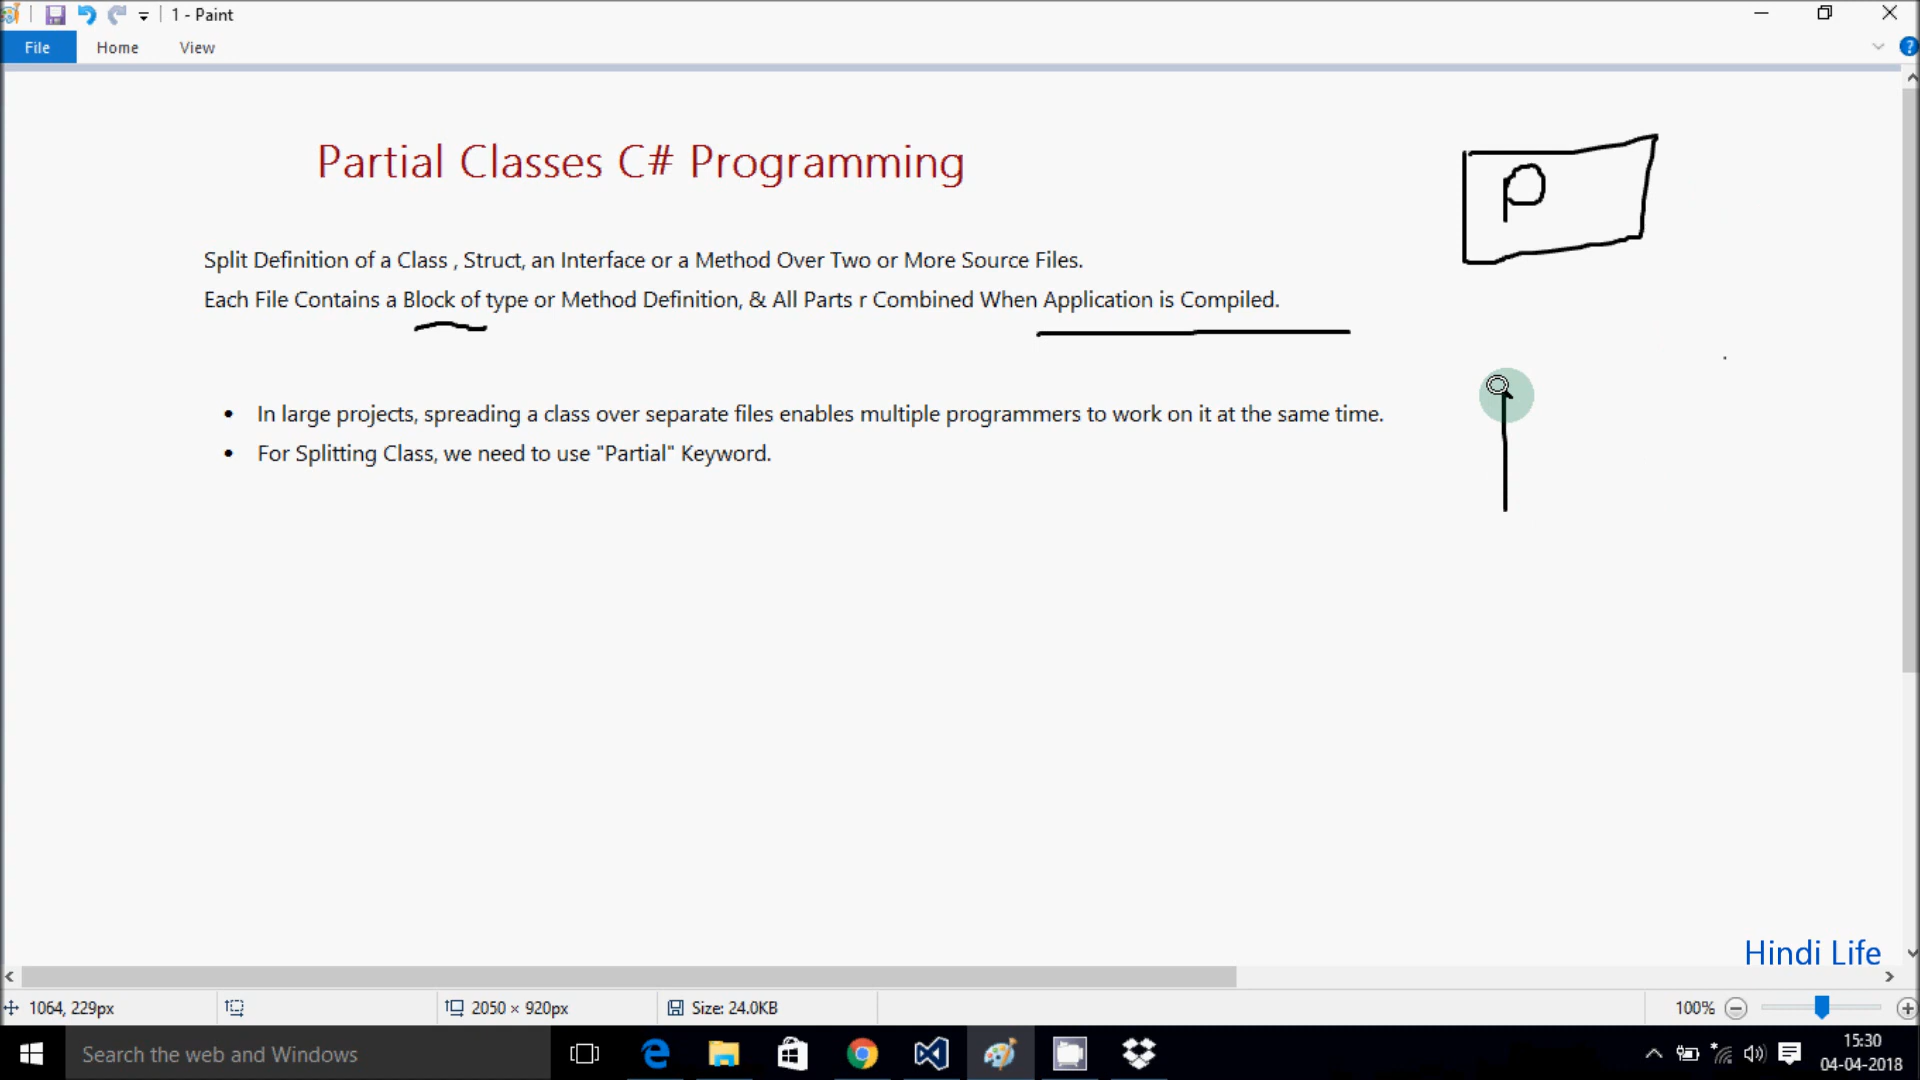 1 - Paint
File Home View
Partial Classes C# Programming
P
Split Definition of a Class , Struct, an Interface or a Method Over Two or More Source Files.
Each File Contains a Block of type or Method Definition, & All Parts r Combined When Application is Compiled.
• In large projects, spreading a class over separate files enables multiple programmers to work on it at the same time.
• For Splitting Class, we need to use "Partial" Keyword.
Hindi Life
1064, 229px 2050 × 920px Size: 24.0KB 100%
Search the web and Windows
15:30
04-04-2018